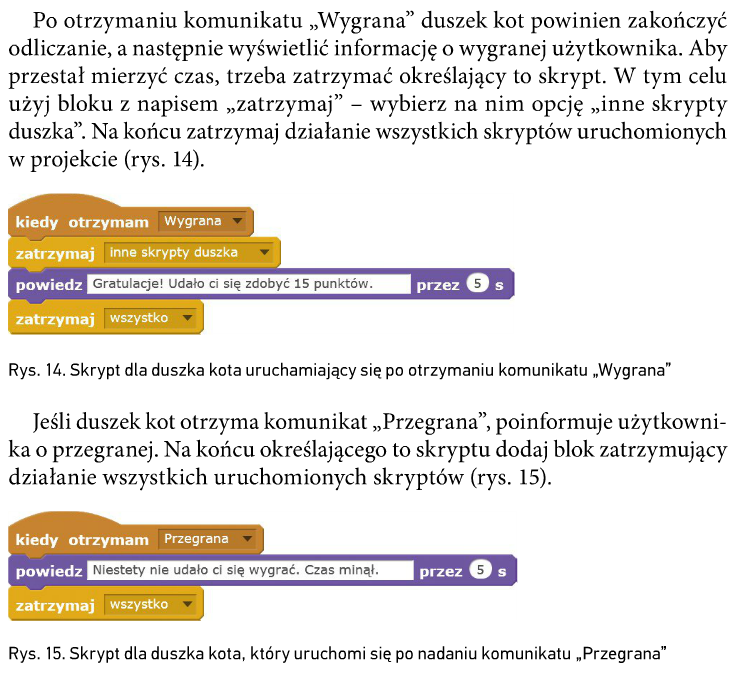 Po otrzymaniu komunikatu „Wygrana” duszek kot powinien zakończyć
odliczanie, a następnie wyświetlić informację o wygranej użytkownika. Aby
przestał mierzyć czas, trzeba zatrzymać określający to skrypt. W tym celu
użyj bloku z napisem „zatrzymaj” – wybierz na nim opcję „inne skrypty
duszka”. Na końcu zatrzymaj działanie wszystkich skryptów uruchomionych
w projekcie (rys. 14).
kiedy otrzymam Wygrana
zatrzymaj inne skrypty duszka
powiedz Gratulacje! Udało ci się zdobyć 15 punktów. przez 5 s
zatrzymaj wszystko
Rys. 14. Skrypt dla duszka kota uruchamiający się po otrzymaniu komunikatu „Wygrana”
Jeśli duszek kot otrzyma komunikat „Przegrana”, poinformuje użytkowni-
ka o przegranej. Na końcu określającego to skryptu dodaj blok zatrzymujący
działanie wszystkich uruchomionych skryptów (rys. 15).
kiedy otrzymam Przegrana
powiedz Niestety nie udało ci się wygrać. Czas minął. przez 5 s
zatrzymaj wszystko
Rys. 15. Skrypt dla duszka kota, który uruchomi się po nadaniu komunikatu „Przegrana”